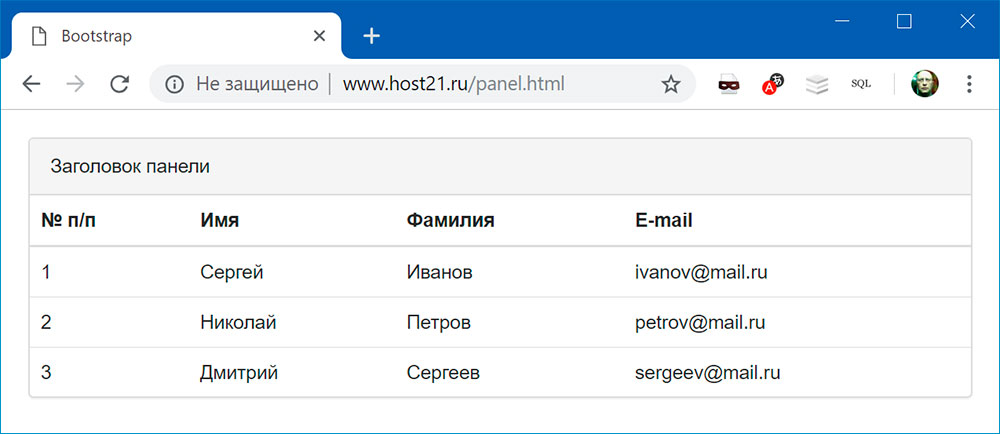 Bootstrap
Не защищено | www.host21.ru/panel.html
SQL
Заголовок панели
№ п/п Имя Фамилия E-mail
1 Сергей Иванов ivanov@mail.ru
2 Николай Петров petrov@mail.ru
3 Дмитрий Сергеев sergeev@mail.ru